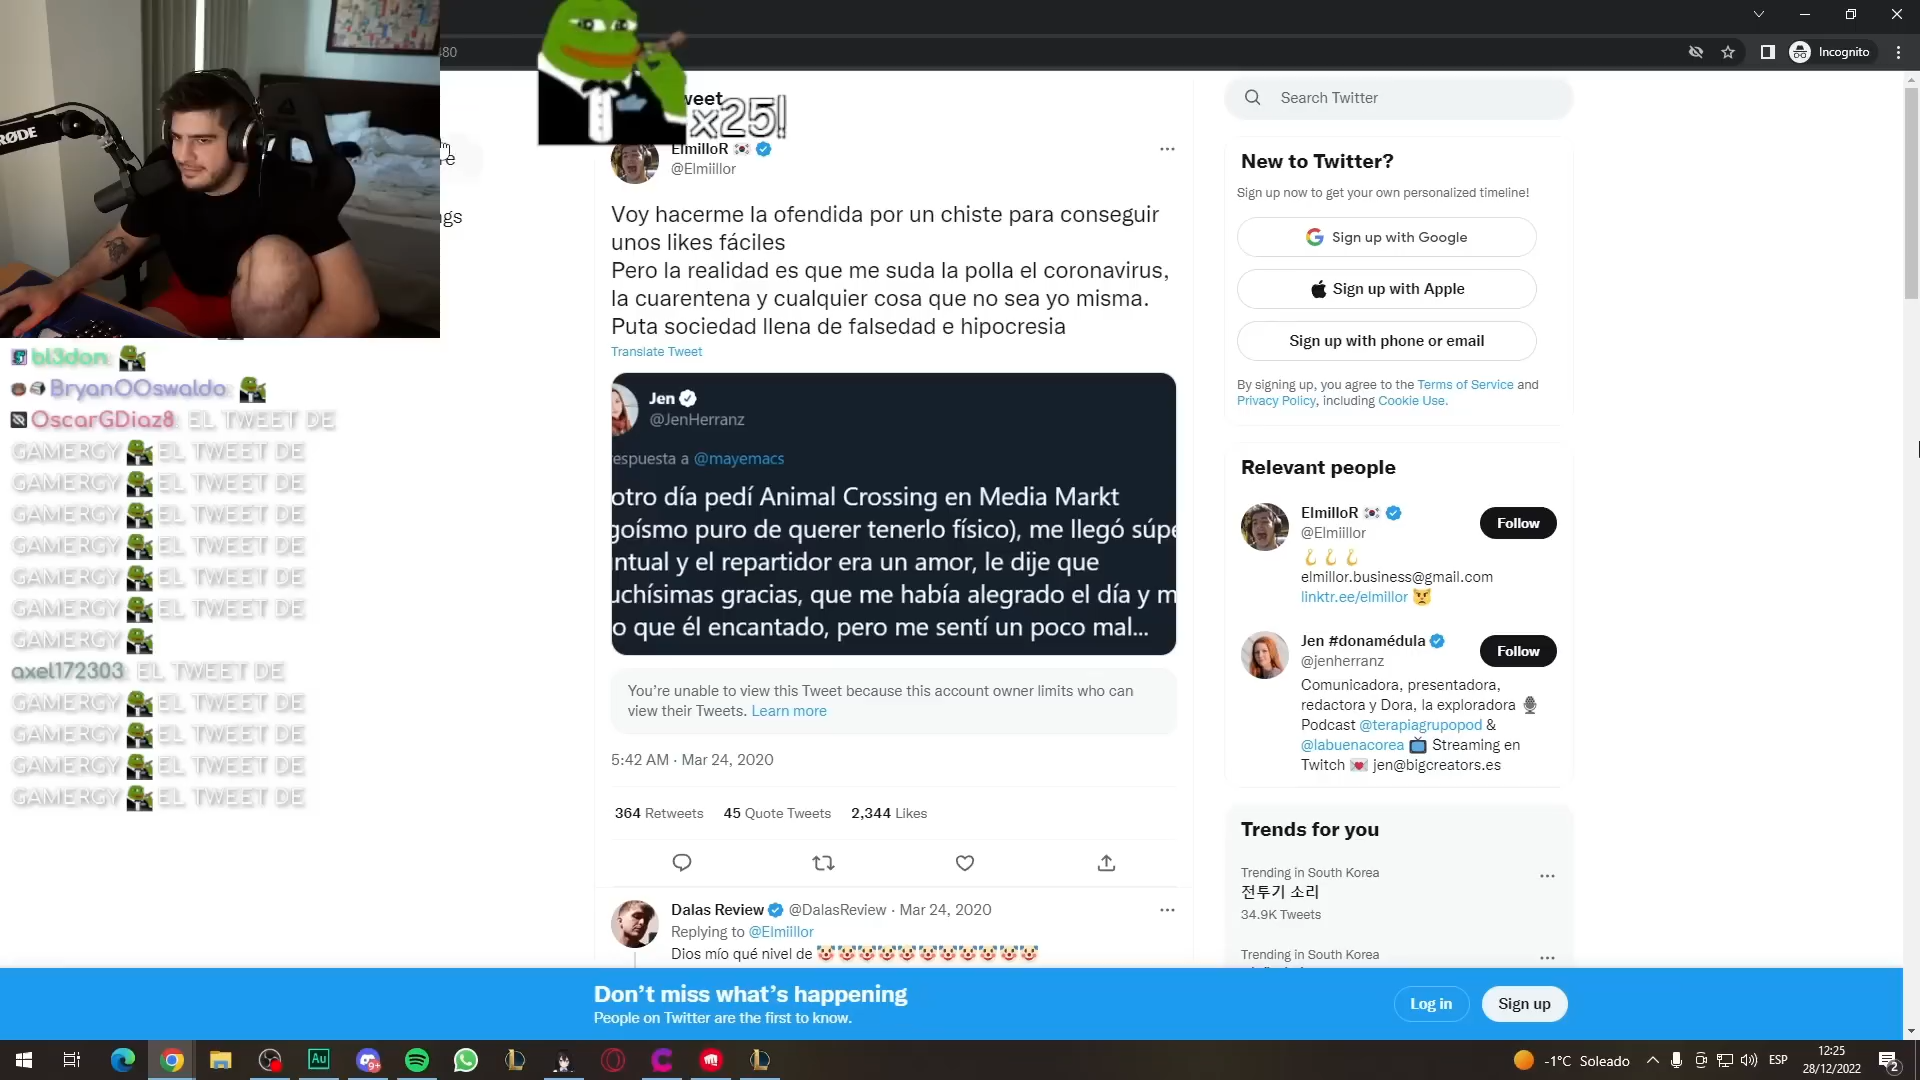 RØDE
480
Incognito
x25!
ElmilloR
@Elmiillor
Voy hacerme la ofendida por un chiste para conseguir
unos likes fáciles
Pero la realidad es que me suda la polla el coronavirus,
la cuarentena y cualquier cosa que no sea yo misma.
Puta sociedad llena de falsedad e hipocresia
Translate Tweet
Jen
@JenHerranz
espuesta a @mayemacs
otro día pedí Animal Crossing en Media Markt
goísmo puro de querer tenerlo físico), me llegó súpe
ntual y el repartidor era un amor, le dije que
uchísimas gracias, que me había alegrado el día y m
o que él encantado, pero me sentí un poco mal...
You're unable to view this Tweet because this account owner limits who can
view their Tweets. Learn more
5:42 AM · Mar 24, 2020
364 Retweets 45 Quote Tweets 2,344 Likes
Dalas Review @DalasReview · Mar 24, 2020
Replying to @Elmiillor
Dios mío qué nivel de 🤡🤡🤡🤡🤡🤡🤡🤡🤡🤡🤡
bl3don:
BryanOOswaldo:
OscarGDiaz8: EL TWEET DE
GAMERGY EL TWEET DE
GAMERGY EL TWEET DE
GAMERGY EL TWEET DE
GAMERGY EL TWEET DE
GAMERGY EL TWEET DE
GAMERGY EL TWEET DE
GAMERGY
axel172303: EL TWEET DE
GAMERGY EL TWEET DE
GAMERGY EL TWEET DE
GAMERGY EL TWEET DE
GAMERGY EL TWEET DE
Search Twitter
New to Twitter?
Sign up now to get your own personalized timeline!
Sign up with Google
Sign up with Apple
Sign up with phone or email
By signing up, you agree to the Terms of Service and
Privacy Policy, including Cookie Use.
Relevant people
ElmilloR
@Elmiillor
Follow
elmillor.business@gmail.com
linktr.ee/elmillor
Jen #donamédula
@jenherranz
Follow
Comunicadora, presentadora,
redactora y Dora, la exploradora
Podcast @terapiagrupopod &
@labuenacorea Streaming en
Twitch jen@bigcreators.es
Trends for you
Trending in South Korea
전투기 소리
34.9K Tweets
Trending in South Korea
Don't miss what's happening
People on Twitter are the first to know.
Log in
Sign up
-1°C Soleado
ESP
12:25
28/12/2022
2